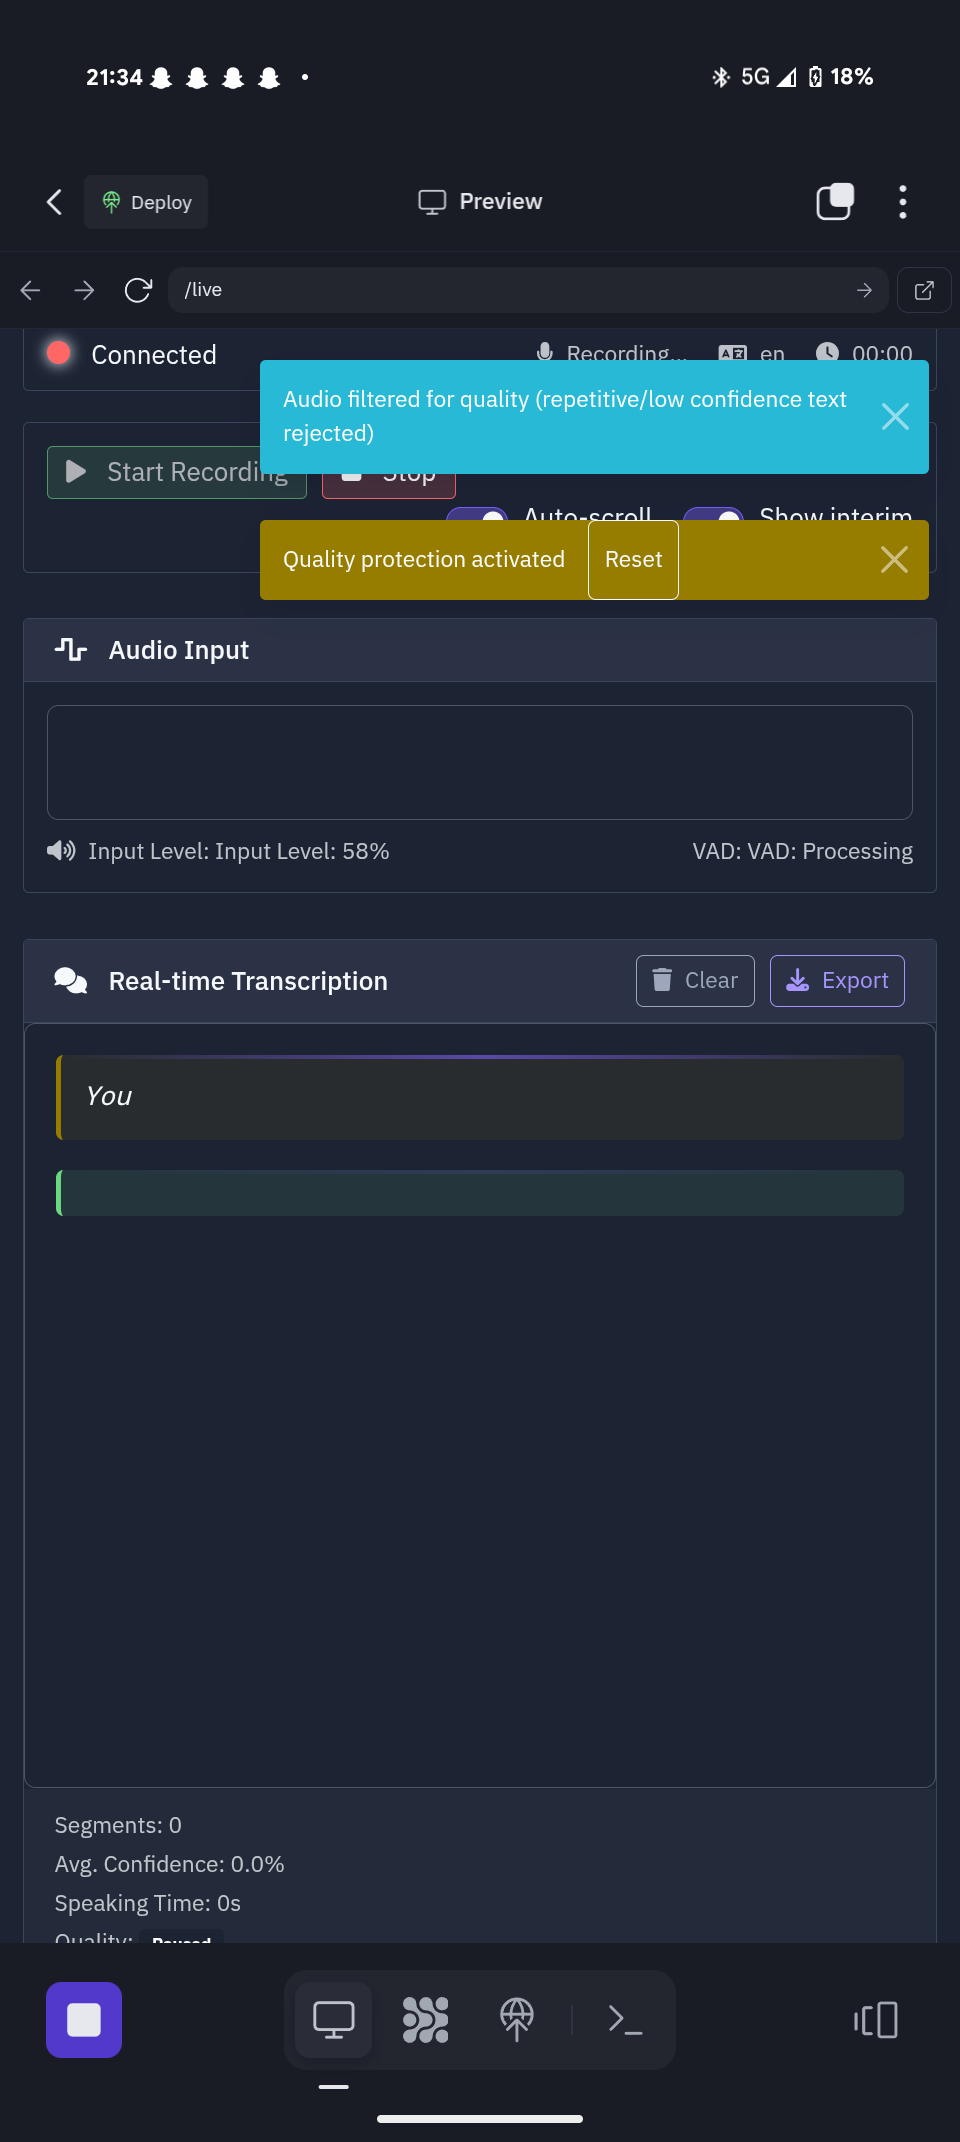 21:34
5G 18%
Deploy
Preview
/live
Connected
Recording... en 00:00
Audio filtered for quality (repetitive/low confidence text
rejected)
Start Recording
Stop
Auto-scroll
Show interim
Quality protection activated
Reset
Audio Input
Input Level: Input Level: 58%
VAD: VAD: Processing
Real-time Transcription
Clear
Export
You
Segments: 0
Avg. Confidence: 0.0%
Speaking Time: 0s
Quality: Paused